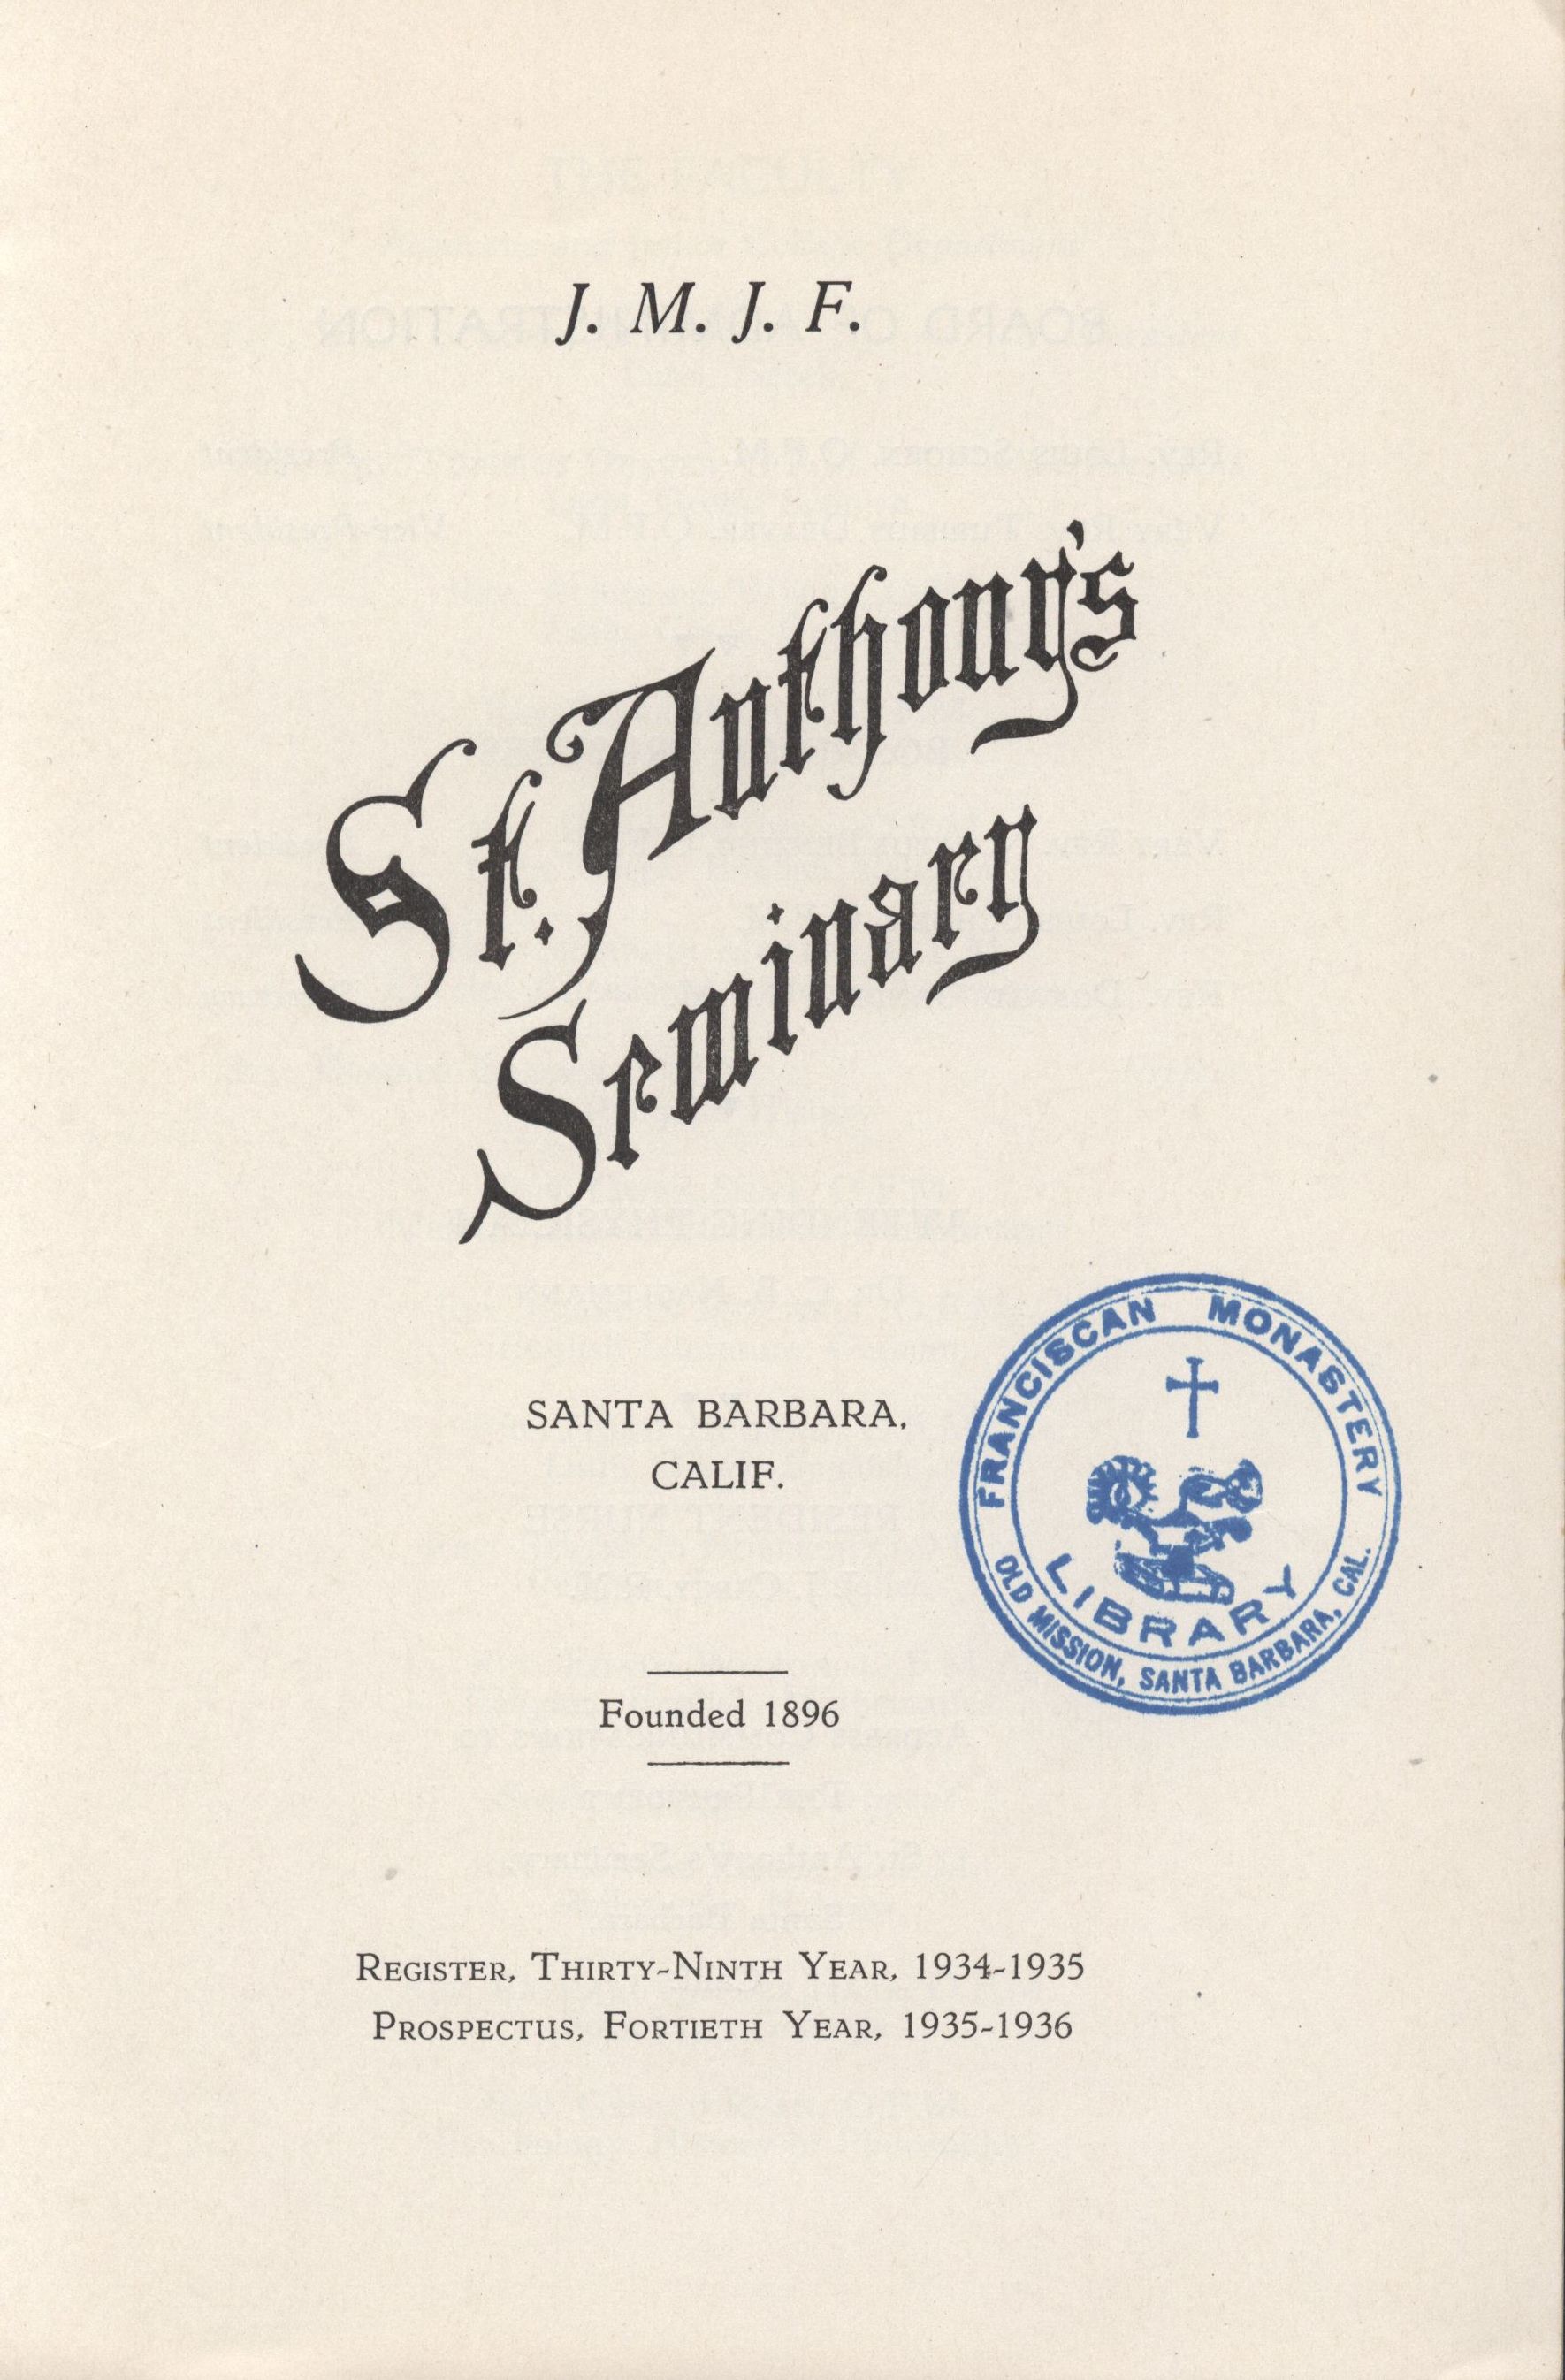 J. M. J. F.
St. Anthony's
Seminary
SANTA BARBARA,
CALIF.
FRANCISCAN MONASTERY
LIBRARY
OLD MISSION, SANTA BARBARA, CAL.
Founded 1896
Register, Thirty-Ninth Year, 1934-1935
Prospectus, Fortieth Year, 1935-1936